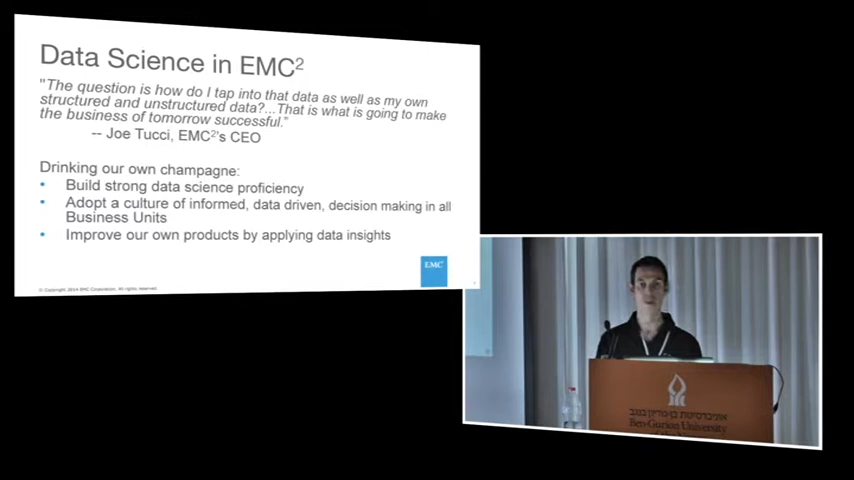 Data Science in EMC²
"The question is how do I tap into that data as well as my own
structured and unstructured data?...That is what is going to make
the business of tomorrow successful."
-- Joe Tucci, EMC²'s CEO
Drinking our own champagne:
• Build strong data science proficiency
• Adopt a culture of informed, data driven, decision making in all
Business Units
• Improve our own products by applying data insights
EMC
© Copyright 2014 EMC Corporation. All rights reserved.
אוניברסיטת בן-גוריון בנגב
Ben-Gurion University